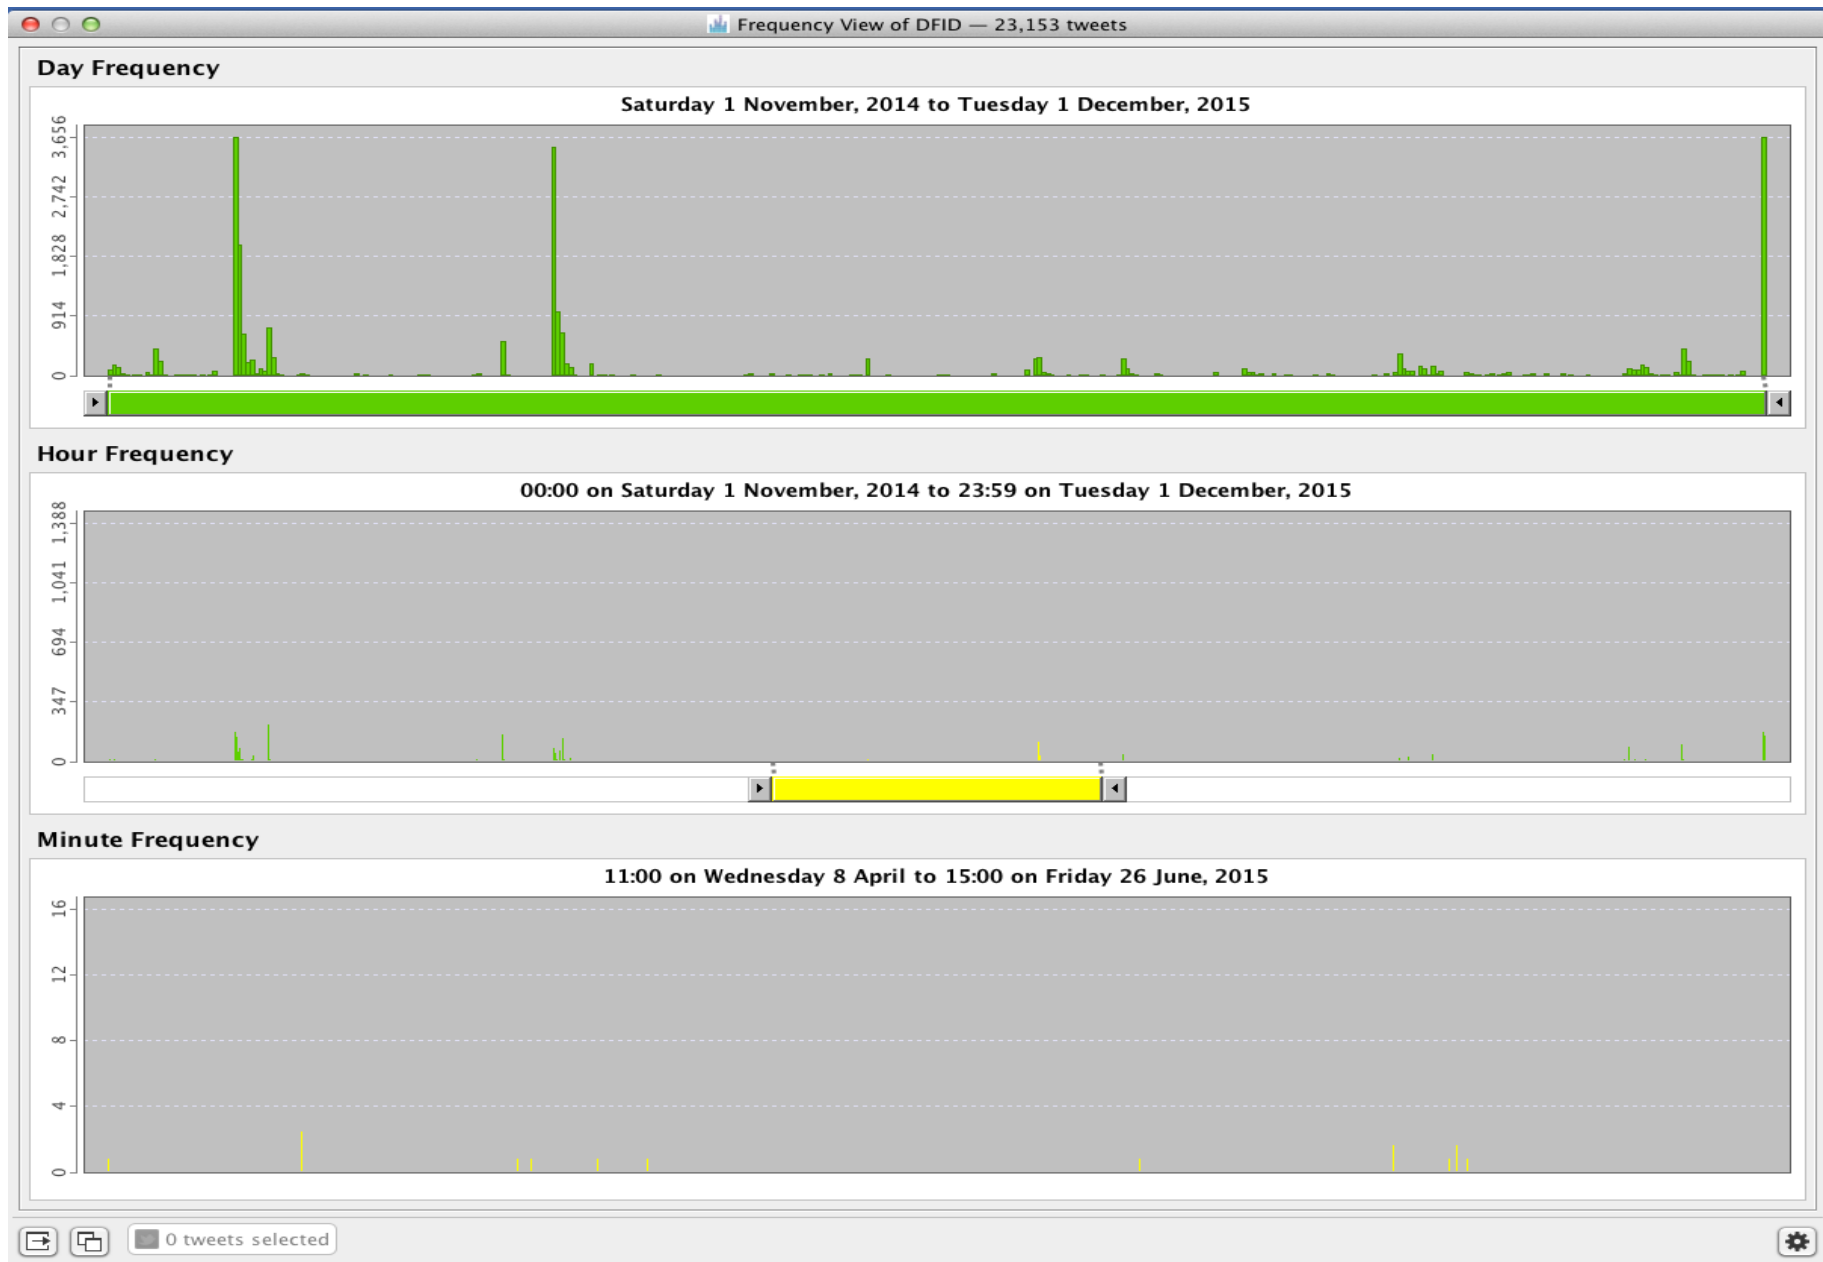 Frequency View of DFID — 23,153 tweets
Day Frequency
Saturday 1 November, 2014 to Tuesday 1 December, 2015
3,656
2,742
1,828
914
0
Hour Frequency
00:00 on Saturday 1 November, 2014 to 23:59 on Tuesday 1 December, 2015
1,388
1,041
694
347
0
Minute Frequency
11:00 on Wednesday 8 April to 15:00 on Friday 26 June, 2015
16
12
8
4
0
0 tweets selected